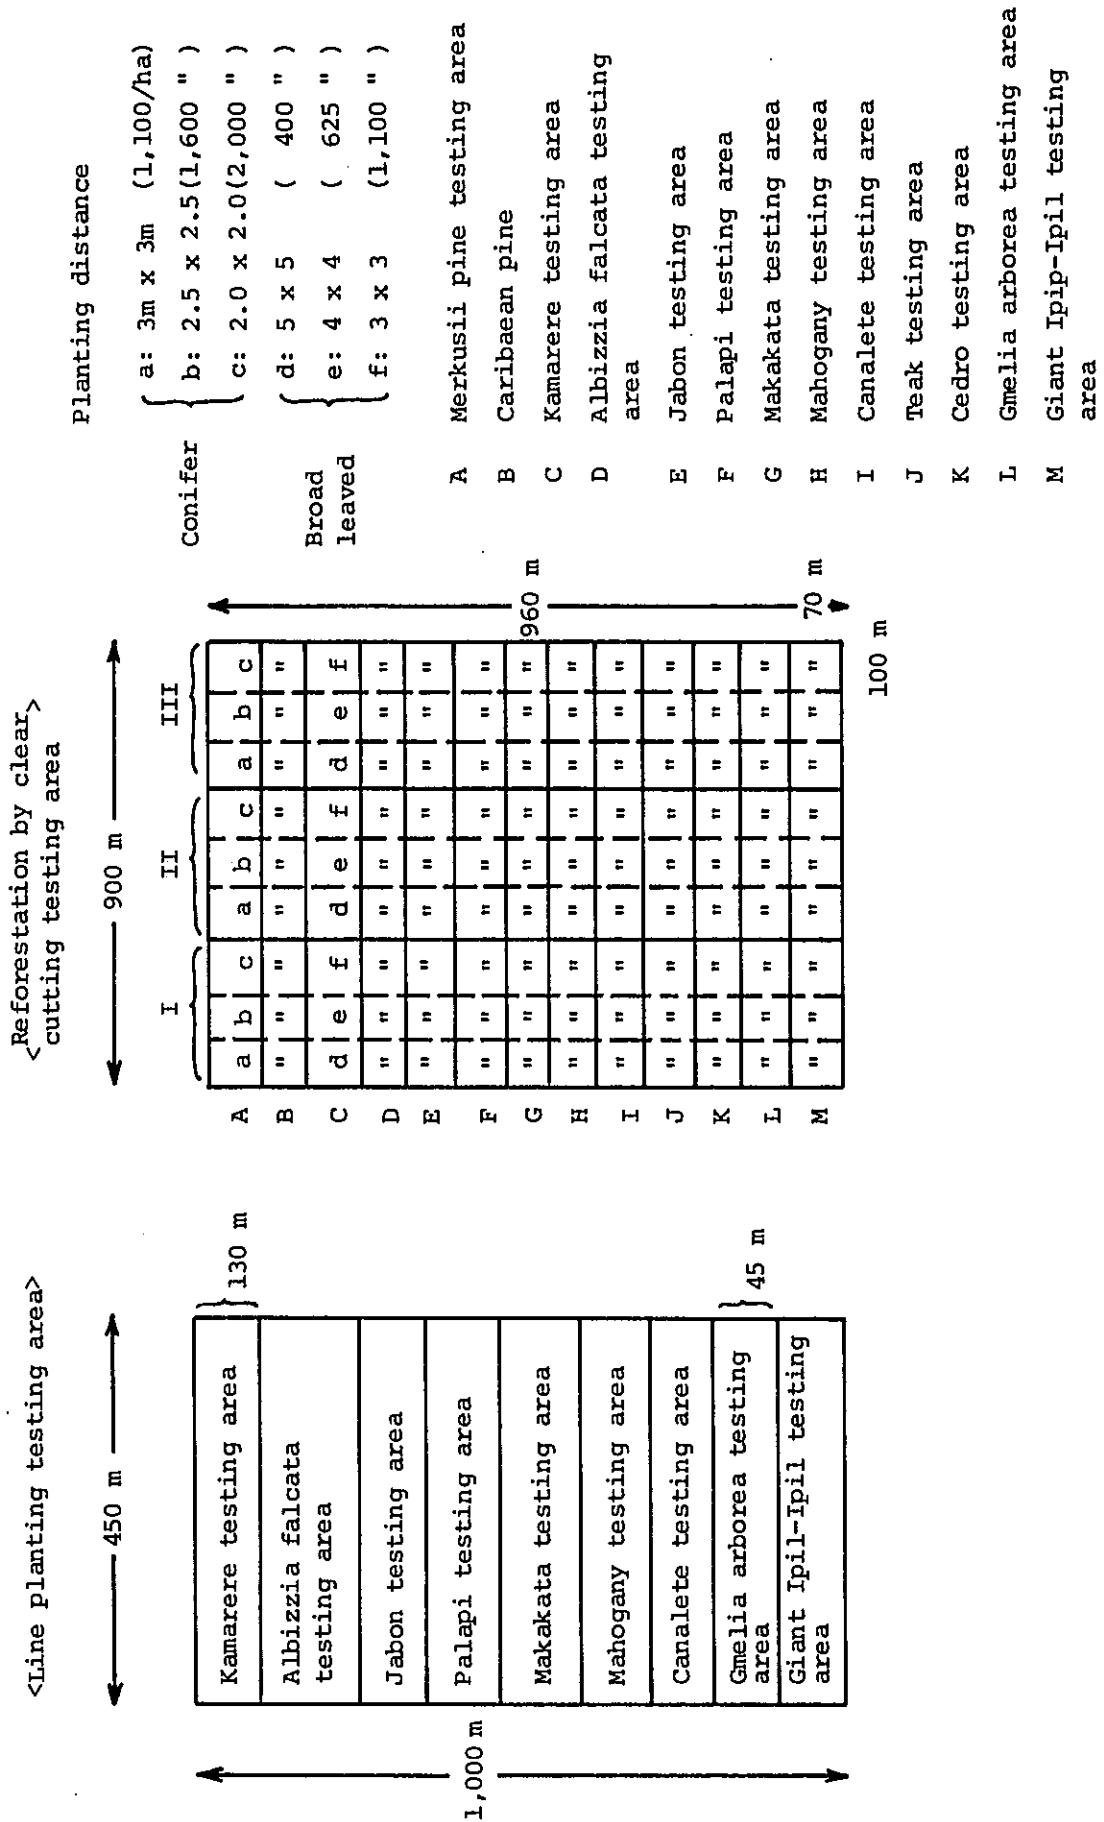 <Line planting testing area>
450 m
1,000 m
Kamarere testing area
130 m
Albizzia falcata
testing area
Jabon testing area
Palapi testing area
Makakata testing area
Mahogany testing area
Canalete testing area
Gmelia arborea testing
area
45 m
Giant Ipil-Ipil testing
area
<Reforestation by clear>
cutting testing area
900 m
I II III
A a b c a b c a b c
B " " " " " " " " "
C d e f d e f d e f
D " " " " " " " " "
E " " " " " " " " "
F " " " " " " " " "
G " " " " " " " " "
H " " " " " " " " "
I " " " " " " " " "
J " " " " " " " " "
K " " " " " " " " "
L " " " " " " " " "
M " " " " " " " " "
960 m
70 m
100 m
Planting distance
Conifer
a: 3m x 3m (1,100/ha)
b: 2.5 x 2.5(1,600 " )
c: 2.0 x 2.0(2,000 " )
Broad
leaved
d: 5 x 5 ( 400 " )
e: 4 x 4 ( 625 " )
f: 3 x 3 (1,100 " )
A Merkusii pine testing area
B Caribaean pine
C Kamarere testing area
D Albizzia falcata testing
area
E Jabon testing area
F Palapi testing area
G Makakata testing area
H Mahogany testing area
I Canalete testing area
J Teak testing area
K Cedro testing area
L Gmelia arborea testing area
M Giant Ipip-Ipil testing
area